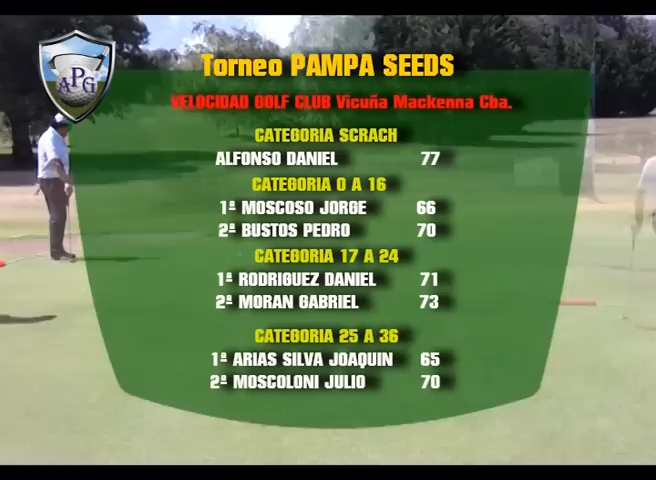 APG
Torneo PAMPA SEEDS
VELOCIDAD GOLF CLUB Vicuña Mackenna Cba.
CATEGORIA SCRACH
ALFONSO DANIEL 77
CATEGORIA 0 A 16
1ª MOSCOSO JORGE 66
2ª BUSTOS PEDRO 70
CATEGORIA 17 A 24
1ª RODRIGUEZ DANIEL 71
2ª MORAN GABRIEL 73
CATEGORIA 25 A 36
1ª ARIAS SILVA JOAQUIN 65
2ª MOSCOLONI JULIO 70